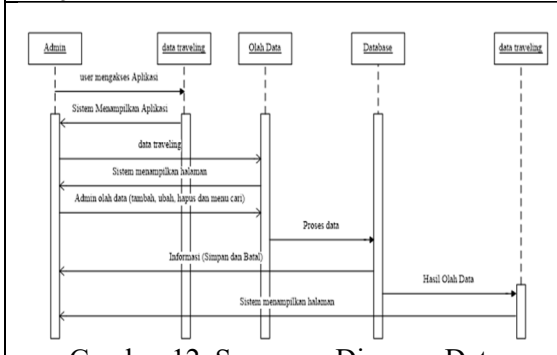 Admin
data traveling
Olah Data
Database
data traveling
user mengakses Aplikasi
Sistem Menampilkan Aplikasi
data traveling
Sistem menampilkan halaman
Admin olah data (tambah, ubah, hapus dan menu cari)
Proses data
Informasi (Simpan dan Batal)
Hasil Olah Data
Sistem menampilkan halaman